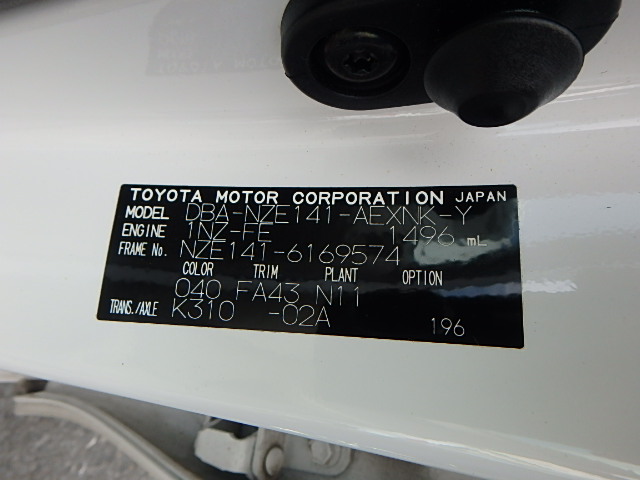 TOYOTA MOTOR CORPORATION JAPAN
MODEL DBA-NZE141-AEXNK-Y
ENGINE 1NZ-FE 1496 mL
FRAME No. NZE141-6169574
COLOR TRIM PLANT OPTION
040 FA43 N11
TRANS./AXLE K310 -02A
196